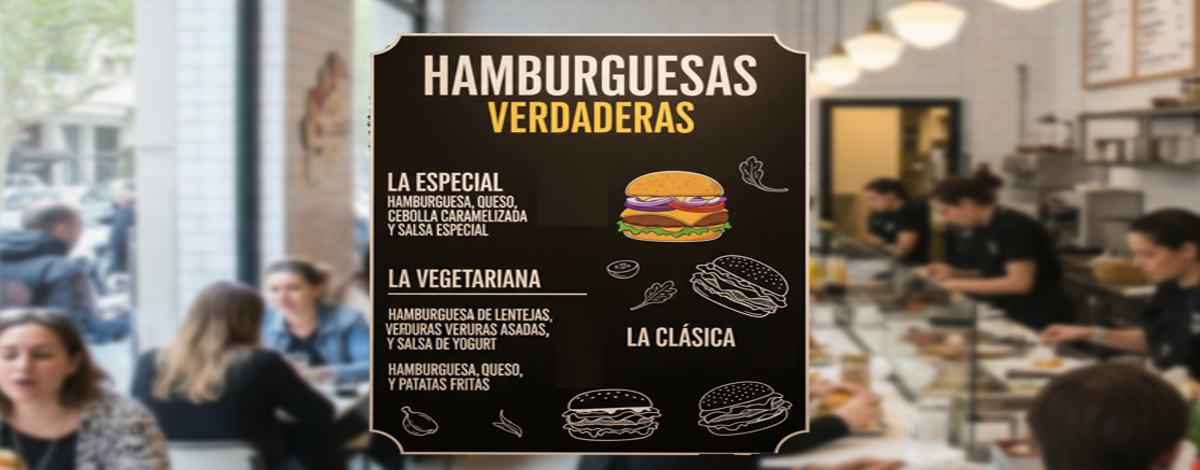 HAMBURGUESAS
VERDADERAS
LA ESPECIAL
HAMBURGUESA, QUESO,
CEBOLLA CARAMELIZADA
Y SALSA ESPECIAL
LA VEGETARIANA
HAMBURGUESA DE LENTEJAS,
VERDURAS VERURAS ASADAS,
Y SALSA DE YOGURT
HAMBURGUESA, QUESO,
Y PATATAS FRITAS
LA CLÁSICA